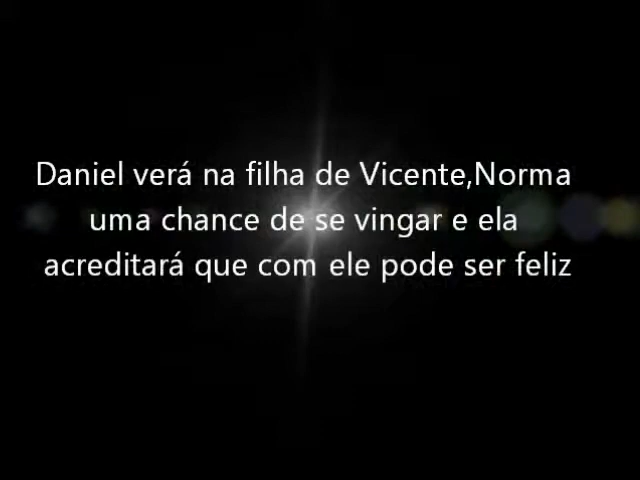 Daniel verá na filha de Vicente,Norma
uma chance de se vingar e ela
acreditará que com ele pode ser feliz